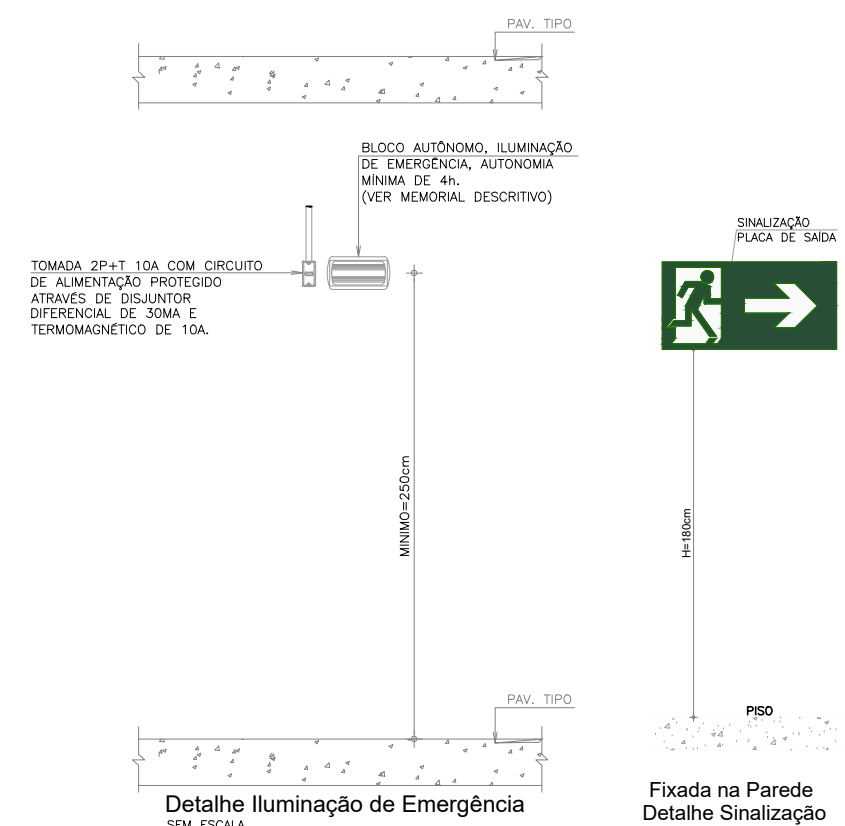 PAV. TIPO
BLOCO AUTÔNOMO, ILUMINAÇÃO
DE EMERGÊNCIA, AUTONOMIA
MÍNIMA DE 4h.
(VER MEMORIAL DESCRITIVO)
TOMADA 2P+T 10A COM CIRCUITO
DE ALIMENTAÇÃO PROTEGIDO
ATRAVÉS DE DISJUNTOR
DIFERENCIAL DE 30MA E
TERMOMAGNÉTICO DE 10A.
MINIMO=250cm
PAV. TIPO
Detalhe Iluminação de Emergência
SEM ESCALA
SINALIZAÇÃO
PLACA DE SAÍDA
H=180cm
PISO
Fixada na Parede
Detalhe Sinalização